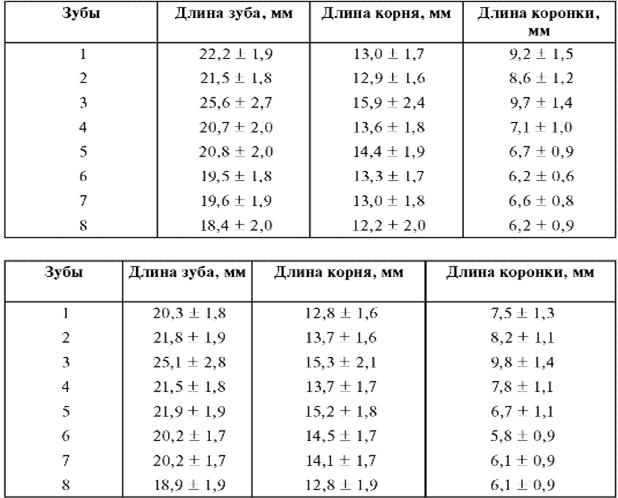 Зубы Длина зуба, мм Длина корня, мм Длина коронки, мм
1 22,2 ± 1,9 13,0 ± 1,7 9,2 ± 1,5
2 21,5 ± 1,8 12,9 ± 1,6 8,6 ± 1,2
3 25,6 ± 2,7 15,9 ± 2,4 9,7 ± 1,4
4 20,7 ± 2,0 13,6 ± 1,8 7,1 ± 1,0
5 20,8 ± 2,0 14,4 ± 1,9 6,7 ± 0,9
6 19,5 ± 1,8 13,3 ± 1,7 6,2 ± 0,6
7 19,6 ± 1,9 13,0 ± 1,8 6,6 ± 0,8
8 18,4 ± 2,0 12,2 ± 2,0 6,2 ± 0,9
Зубы Длина зуба, мм Длина корня, мм Длина коронки, мм
1 20,3 ± 1,8 12,8 ± 1,6 7,5 ± 1,3
2 21,8 + 1,9 13,7 + 1,6 8,2 ± 1,1
3 25,1 ± 2,8 15,3 ± 2,1 9,8 ± 1,4
4 21,5 ± 1,8 13,7 ± 1,7 7,8 ± 1,1
5 21,9 + 1,9 15,2 + 1,8 6,7 + 1,1
6 20,2 ± 1,7 14,5 ± 1,7 5,8 ± 0,9
7 20,2 ± 1,7 14,1 ± 1,7 6,1 ± 0,9
8 18,9 ± 1,9 12,8 ± 1,9 6,1 ± 0,9